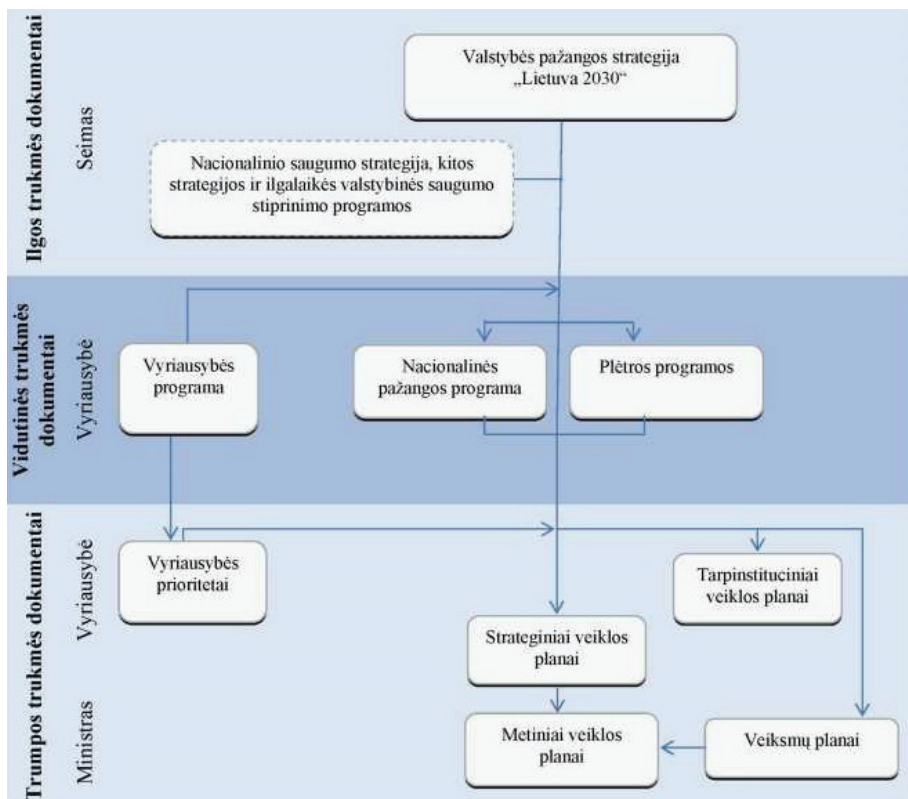 Ilgos trukmės dokumentai
Seimas
Valstybės pažangos strategija
„Lietuva 2030“
Nacionalinio saugumo strategija, kitos
strategijos ir ilgalaikės valstybinės saugumo
stiprinimo programos
Vidutinės trukmės
dokumentai
Vyriausybė
Vyriausybės
programa
Nacionalinės
pažangos programa
Plėtros programos
Trumpos trukmės dokumentai
Vyriausybė
Vyriausybės
prioritetai
Tarpinstituciniai
veiklos planai
Strateginiai veiklos
planai
Ministras
Metiniai veiklos
planai
Veiksmų planai